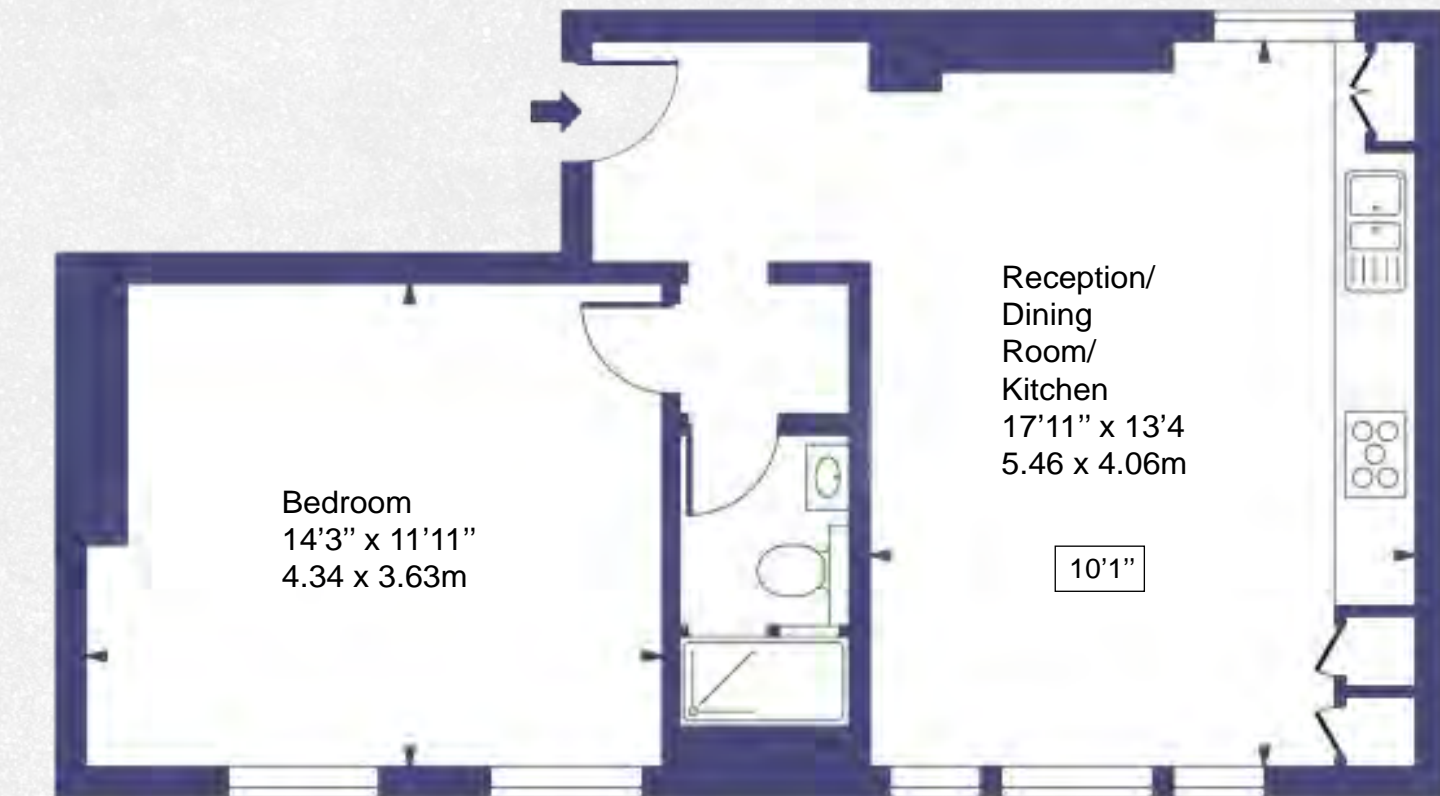 Reception/
Dining
Room/
Kitchen
17’11’’ x 13’4
5.46 x 4.06m
Bedroom
14’3’’ x 11’11’’
4.34 x 3.63m
10’1’’